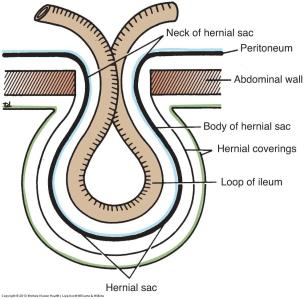 Neck of hernial sac
Peritoneum
Abdominal wall
Body of hernial sac
Hernial coverings
Loop of ileum
Hernial sac